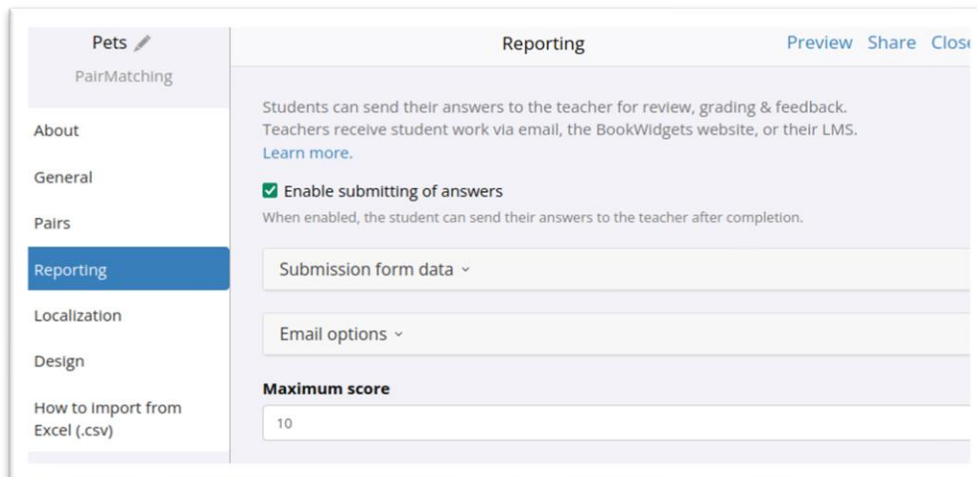 Pets
PairMatching
About
General
Pairs
Reporting
Localization
Design
How to import from
Excel (.csv)
Reporting
Preview Share Close
Students can send their answers to the teacher for review, grading & feedback.
Teachers receive student work via email, the BookWidgets website, or their LMS.
Learn more.
Enable submitting of answers
When enabled, the student can send their answers to the teacher after completion.
Submission form data
Email options
Maximum score
10